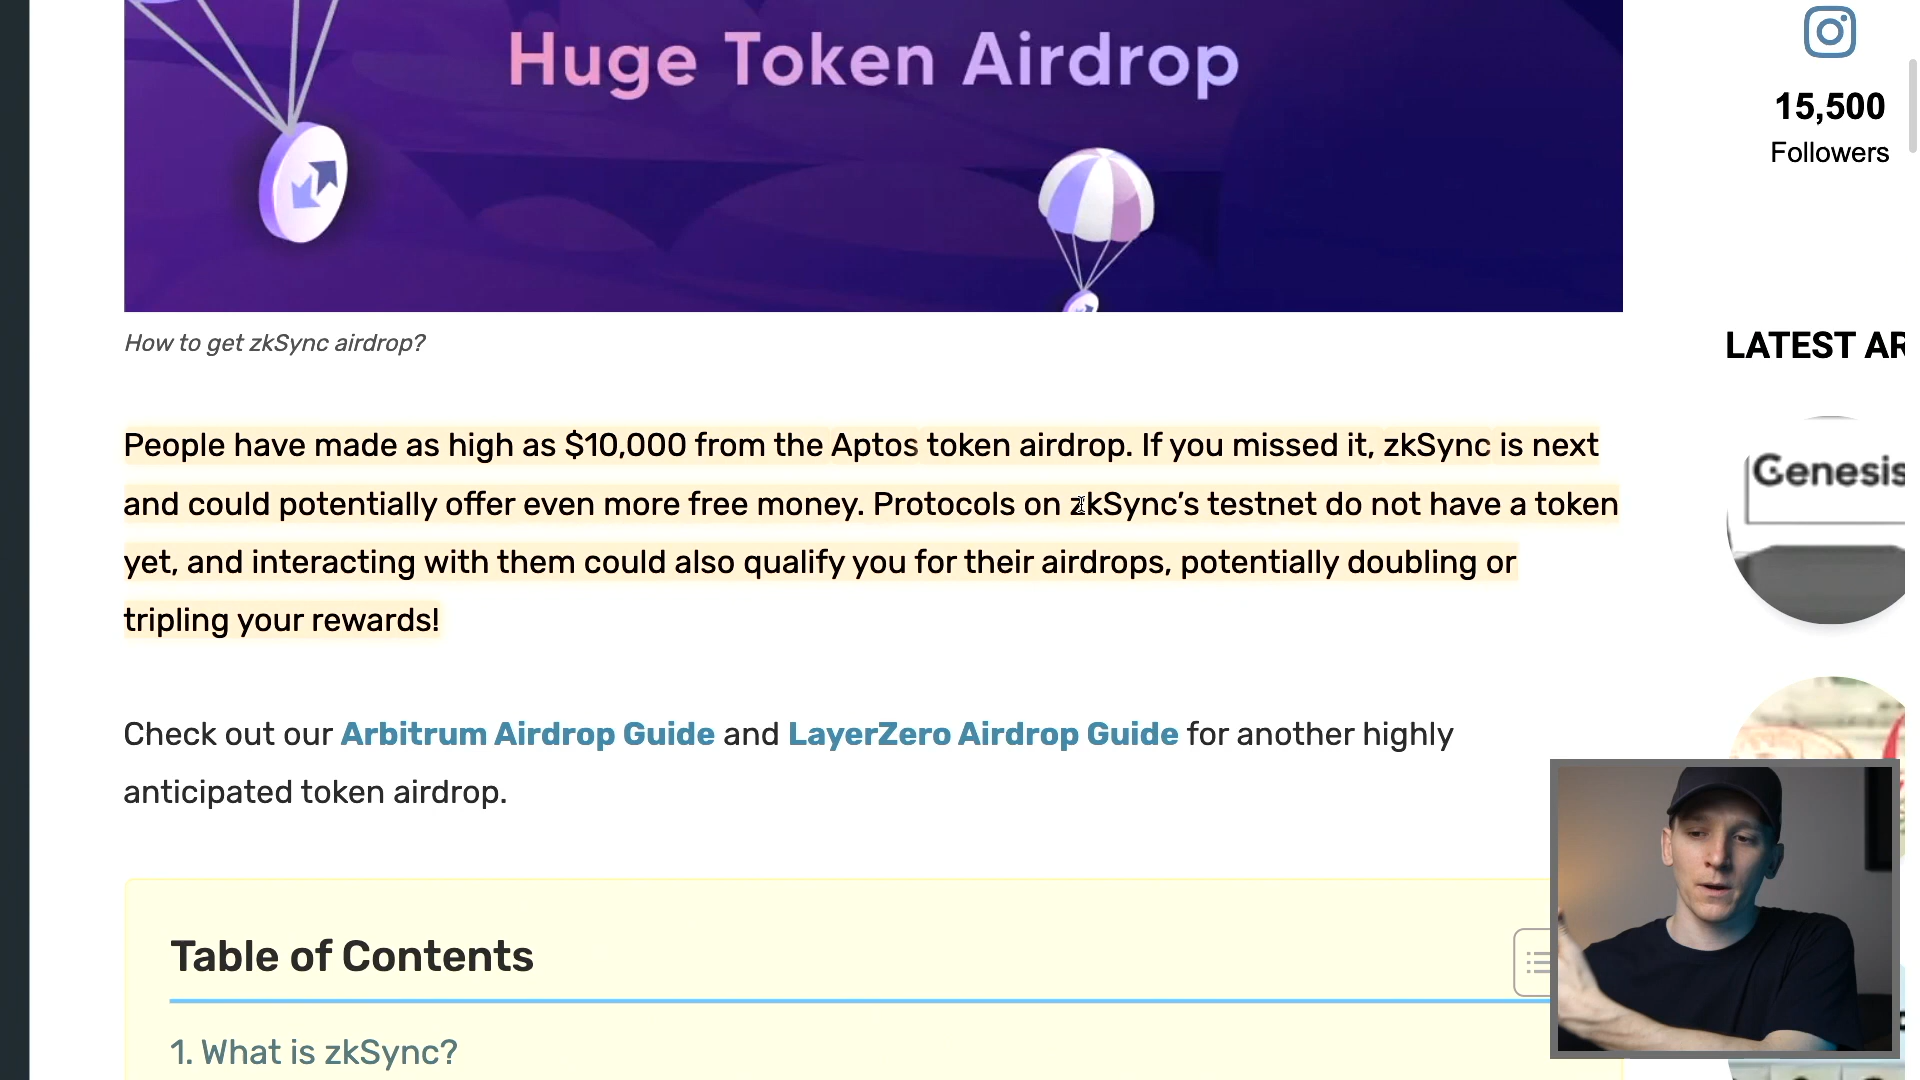 Huge Token Airdrop
15,500
Followers
How to get zkSync airdrop?
LATEST AR
People have made as high as $10,000 from the Aptos token airdrop. If you missed it, zkSync is next
and could potentially offer even more free money. Protocols on zkSync’s testnet do not have a token
yet, and interacting with them could also qualify you for their airdrops, potentially doubling or
tripling your rewards!
Genesis
Check out our Arbitrum Airdrop Guide and LayerZero Airdrop Guide for another highly
anticipated token airdrop.
Table of Contents
1. What is zkSync?